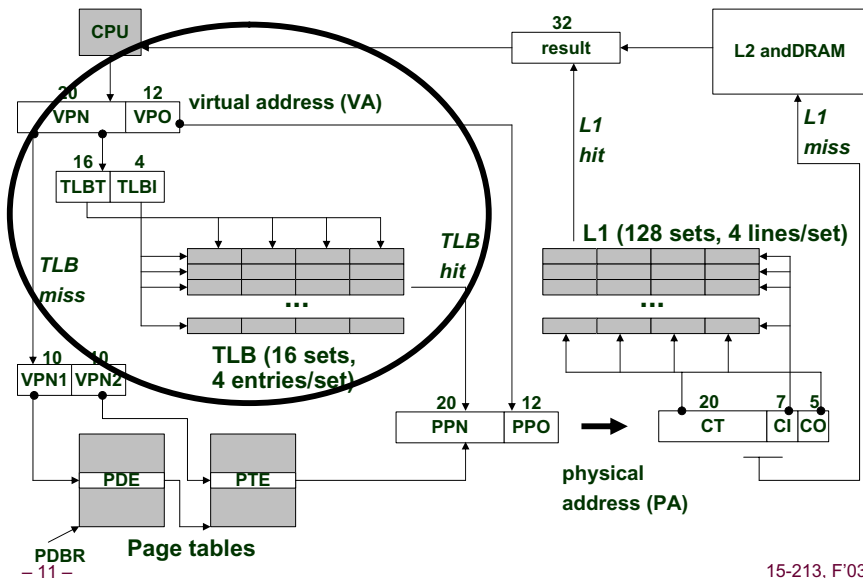 CPU
32
result
L2 andDRAM
20
12
VPN
VPO
virtual address (VA)
L1
hit
L1
miss
16
4
TLBT
TLBI
TLB
hit
L1 (128 sets, 4 lines/set)
TLB
miss
...
...
TLB (16 sets,
4 entries/set)
10
10
VPN1
VPN2
20
12
PPN
PPO
20
7
5
CT
CI
CO
PDE
PTE
physical
address (PA)
Page tables
PDBR
– 11 –
15-213, F'03